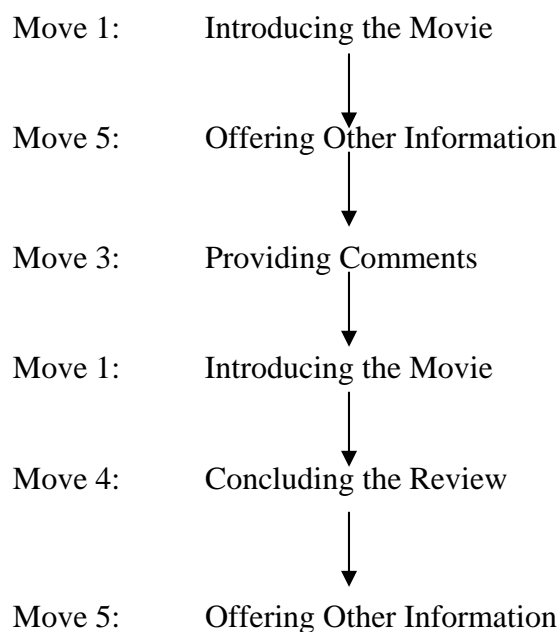 Move 1: Introducing the Movie
Move 5: Offering Other Information
Move 3: Providing Comments
Move 1: Introducing the Movie
Move 4: Concluding the Review
Move 5: Offering Other Information